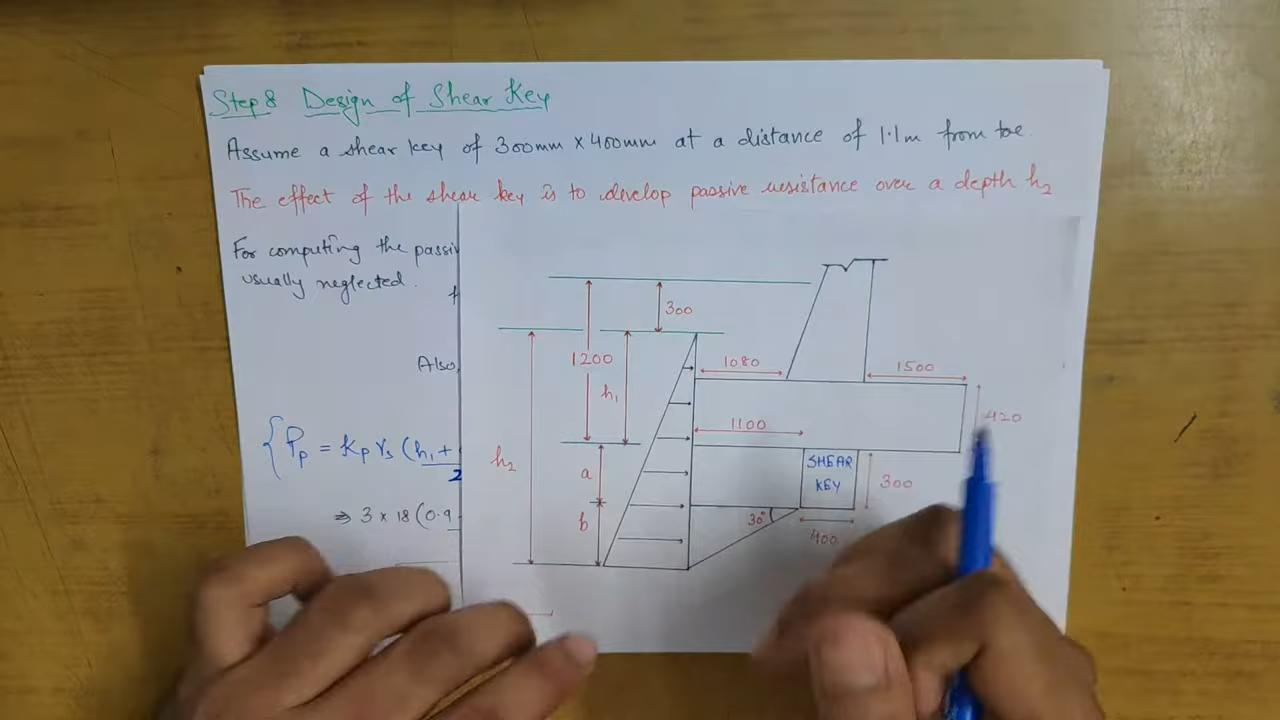 Step 8 Design of Shear Key
Assume a shear key of 300mm x 400mm at a distance of 1.1m from toe.
The effect of the shear key is to develop passive resistance over a depth h2
For computing the
usually neglected.
Also
{ Pp = Kp γs (h1 +
2
⇒ 3 x 18 (0.9
300
1200
h1
h2
a
b
1080
1500
1100
420
SHEAR
KEY
300
30°
400